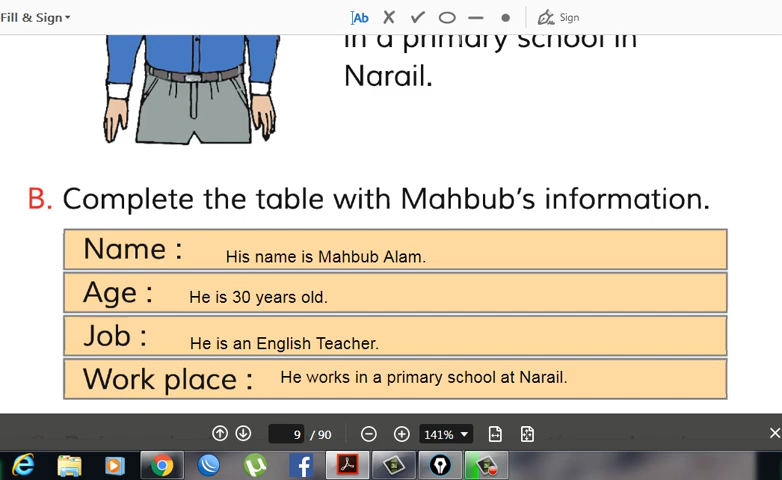 Fill & Sign
Ab
Sign
in a primary school in
Narail.
B. Complete the table with Mahbub's information.
Name : His name is Mahbub Alam.
Age : He is 30 years old.
Job : He is an English Teacher.
Work place : He works in a primary school at Narail.
9 / 90
141%